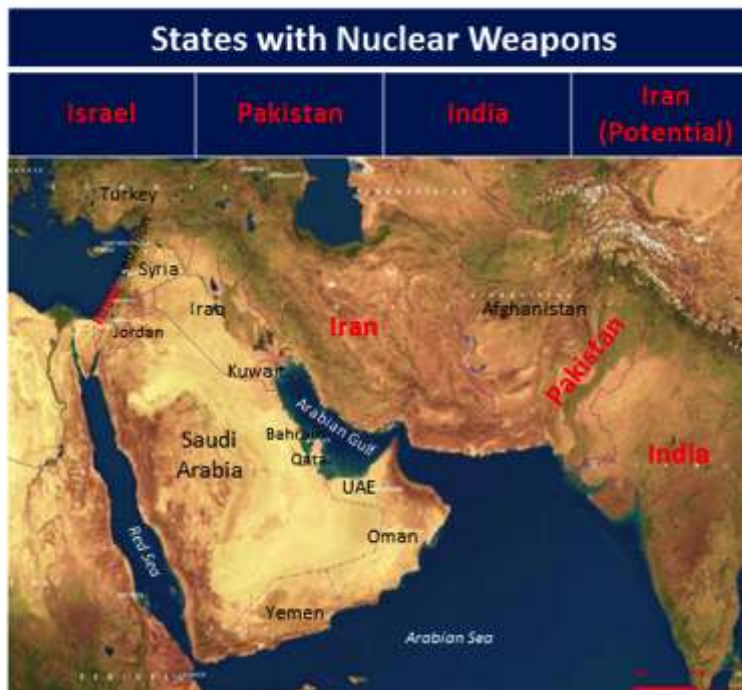 States with Nuclear Weapons
Israel
Pakistan
India
Iran
(Potential)
Turkey
Syria
Iraq
Iran
Afghanistan
Jordan
Pakistan
Kuwait
Arabian Gulf
Bahrain
Saudi
Arabia
Qatar
India
UAE
Oman
Red Sea
Yemen
Arabian Sea